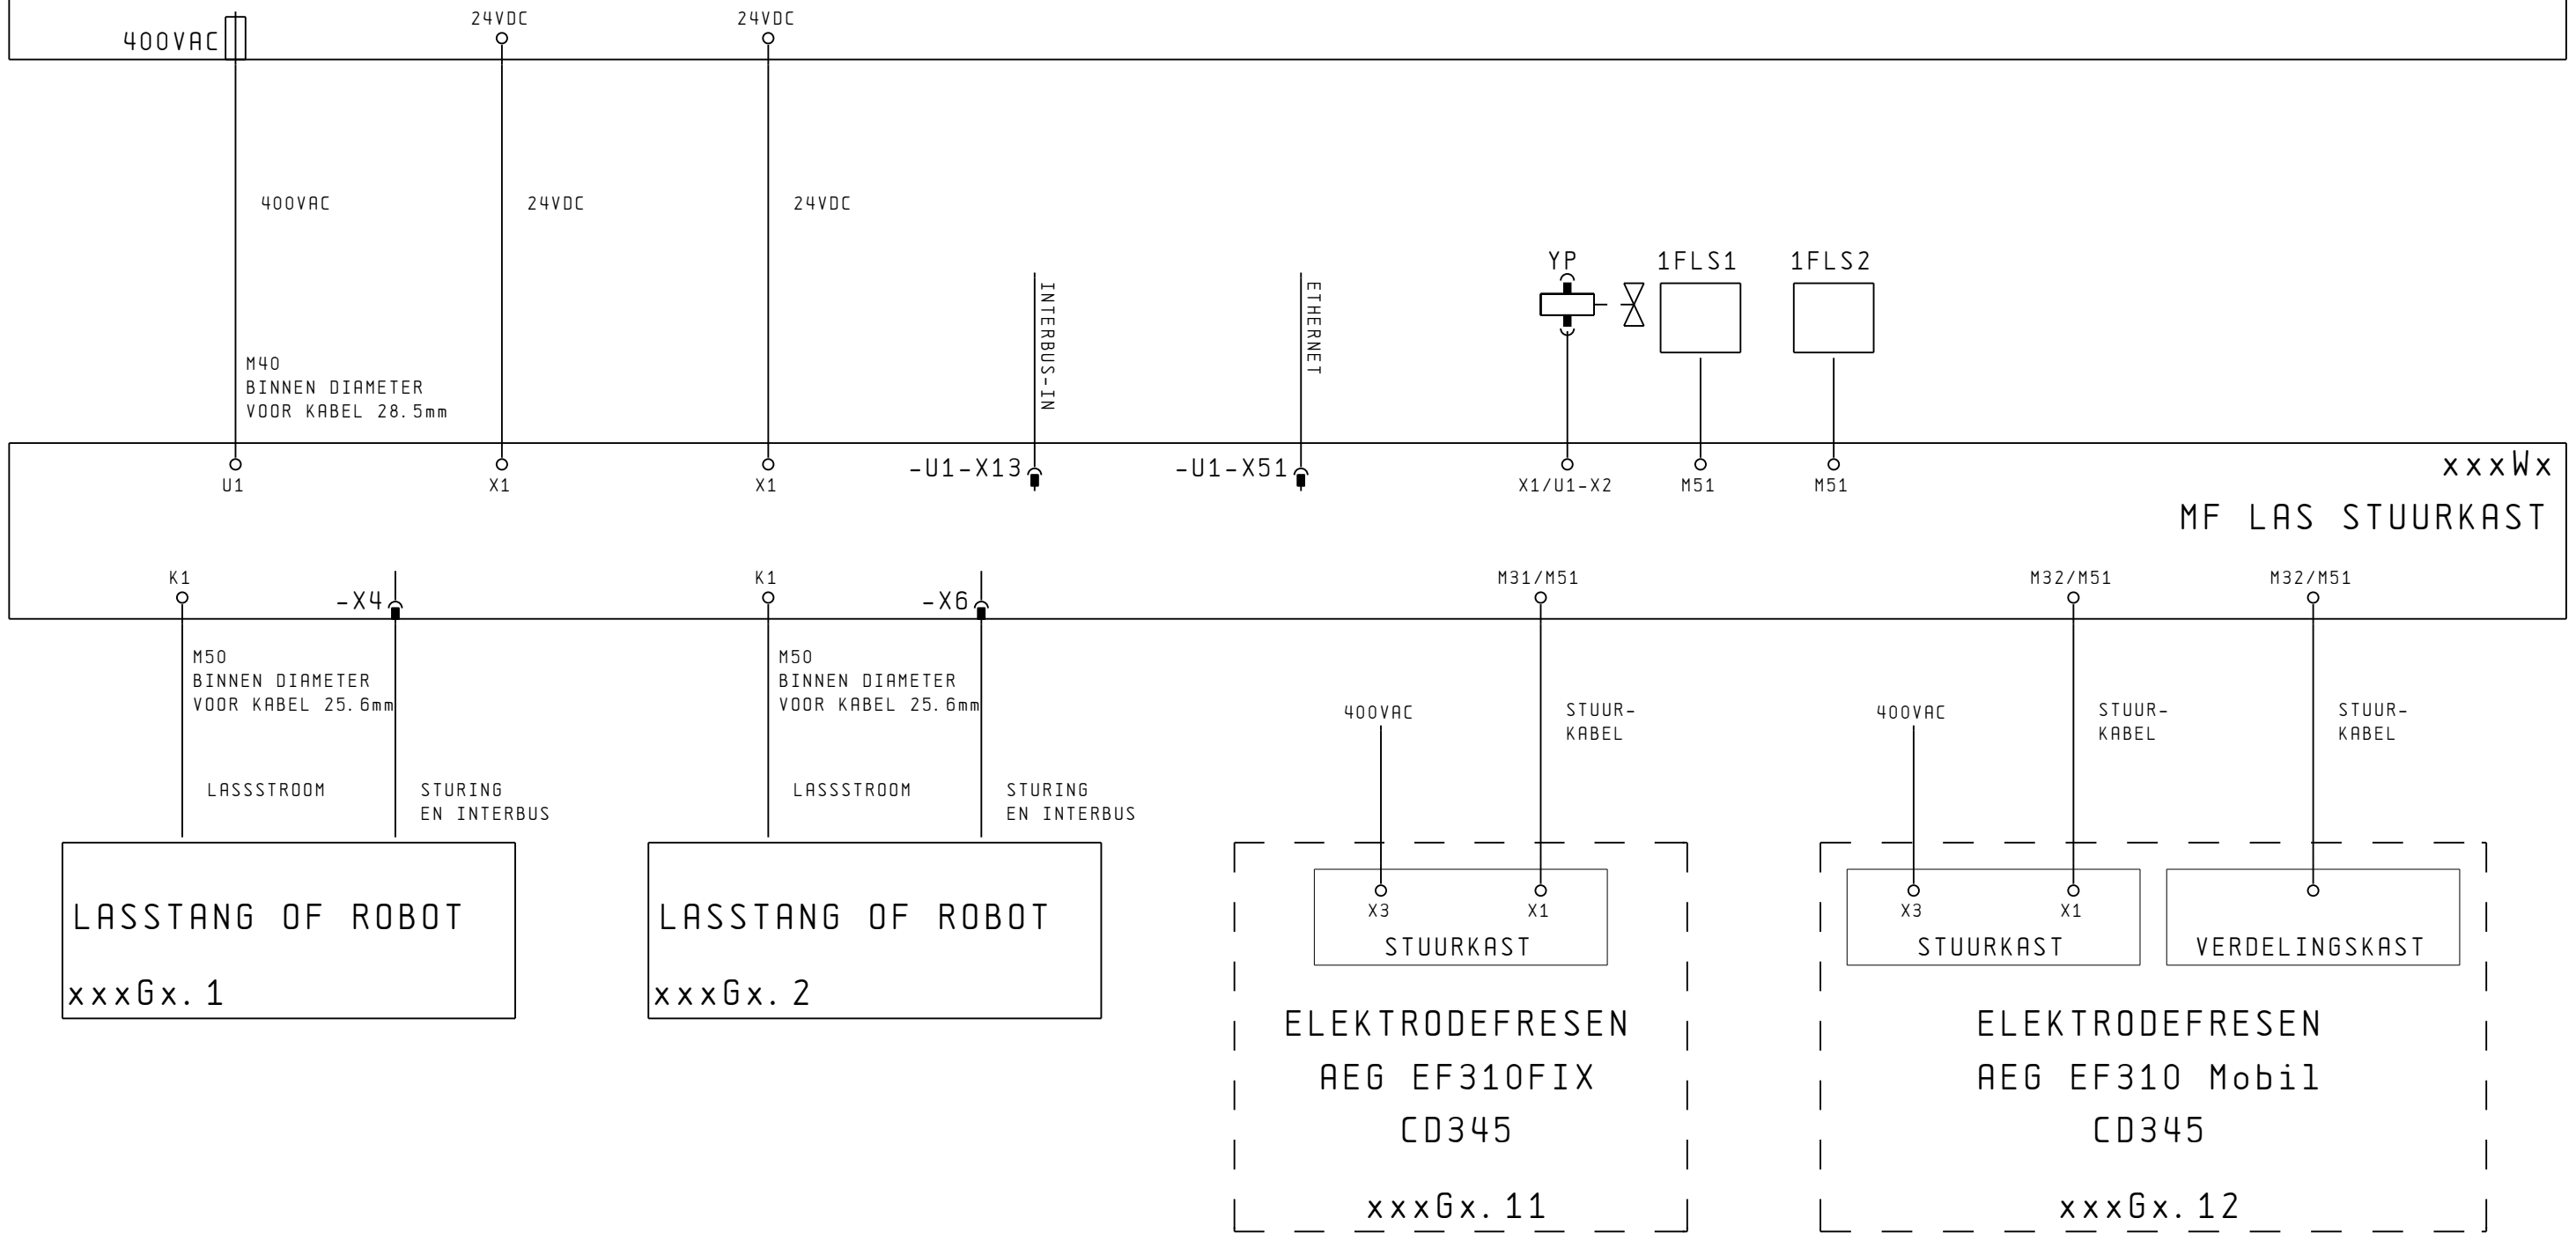 24VDC
24VDC
400VAC
400VAC
24VDC
24VDC
YP
1FLS1
1FLS2
INTERBUS-IN
ETHERNET
M40
BINNEN DIAMETER
VOOR KABEL 28.5mm
xxxWx
-U1-X13
-U1-X51
U1
X1
X1
X1/U1-X2
M51
M51
MF LAS STUURKAST
K1
K1
M31/M51
M32/M51
M32/M51
-X4
-X6
M50
BINNEN DIAMETER
VOOR KABEL 25.6mm
M50
BINNEN DIAMETER
VOOR KABEL 25.6mm
400VAC
STUUR-
KABEL
400VAC
STUUR-
KABEL
STUUR-
KABEL
LASSSTROOM
STURING
EN INTERBUS
LASSSTROOM
STURING
EN INTERBUS
LASSTANG OF ROBOT
xxxGx.1
LASSTANG OF ROBOT
xxxGx.2
X3
X1
STUURKAST
ELEKTRODEFRESEN
AEG EF310FIX
CD345
xxxGx.11
X3
X1
STUURKAST
VERDELINGSKAST
ELEKTRODEFRESEN
AEG EF310 Mobil
CD345
xxxGx.12